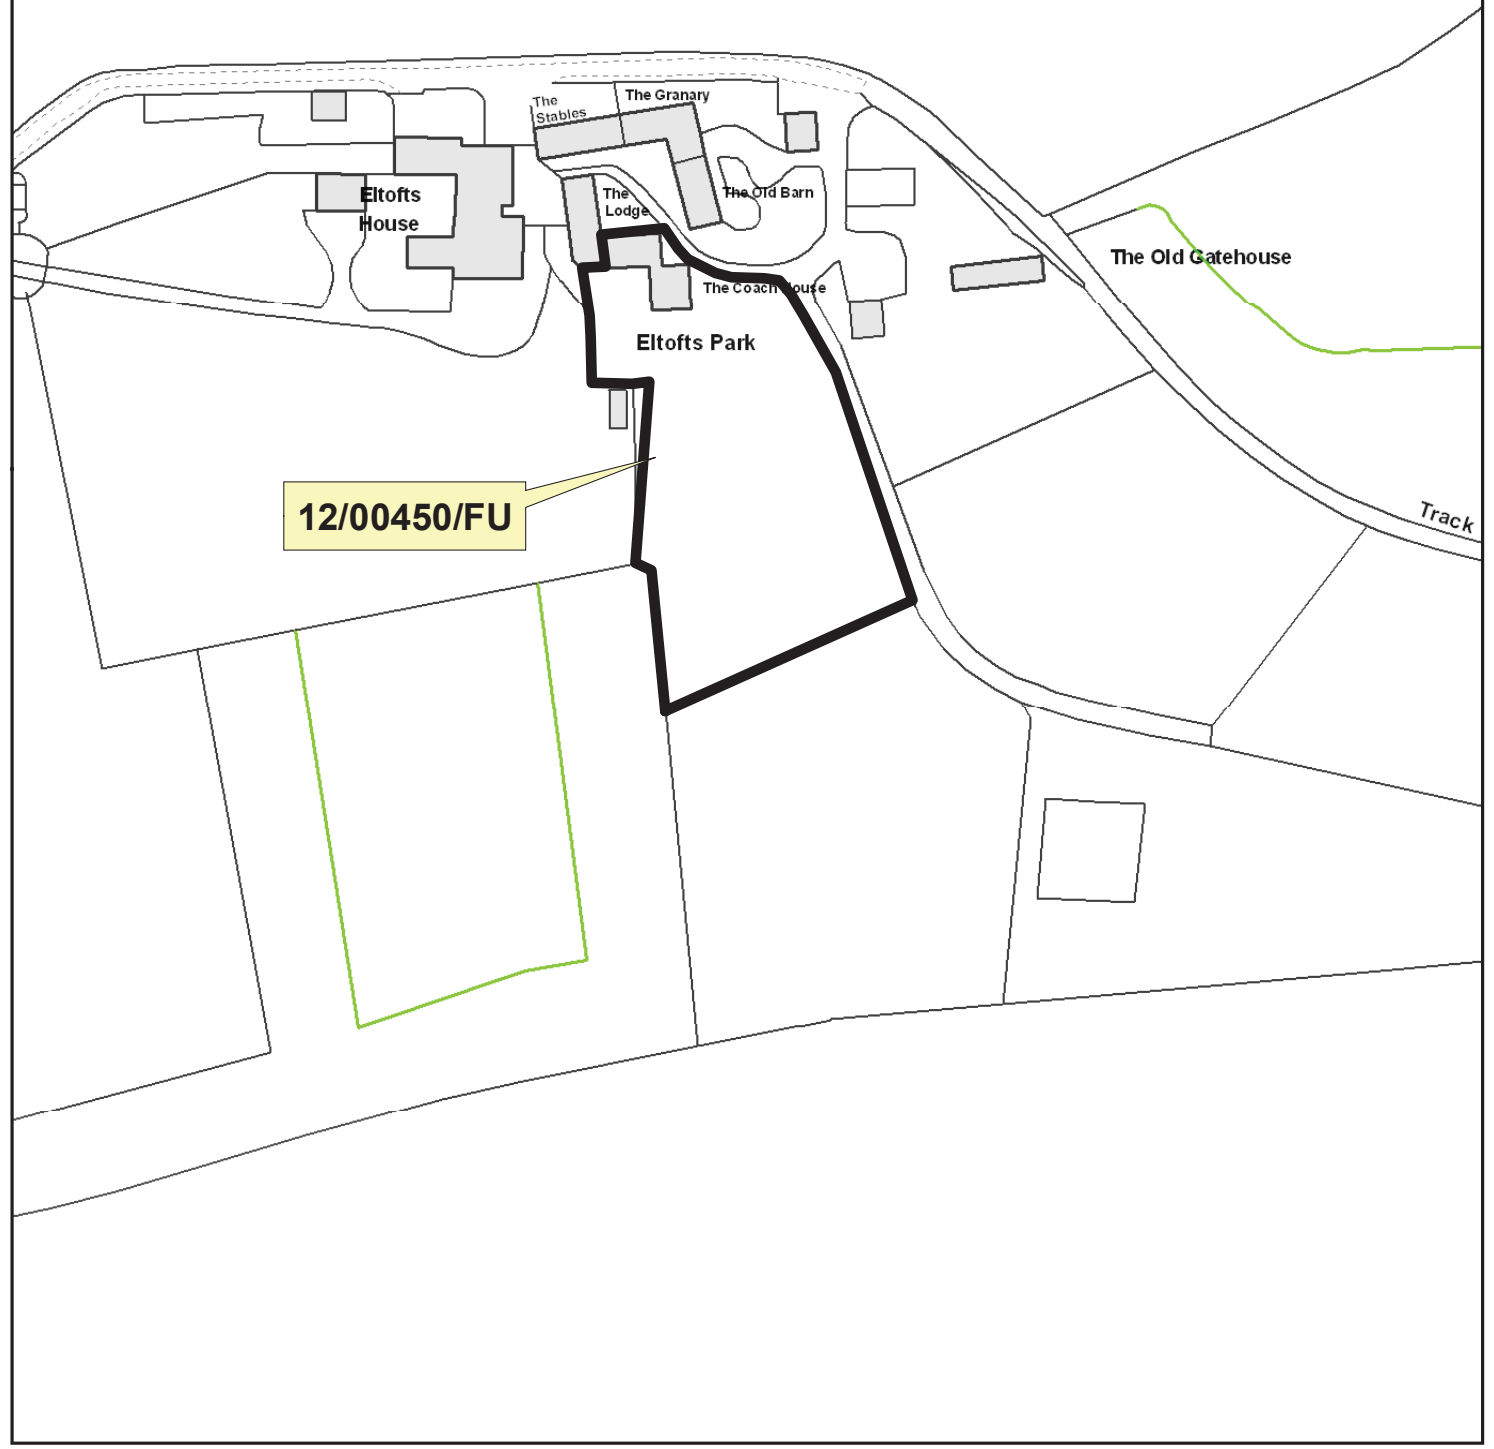 The Granary
The
Stables
Eltofts
House
The
Lodge
The Old Barn
The Old Gatehouse
The Coach House
Eltofts Park
12/00450/FU
Track